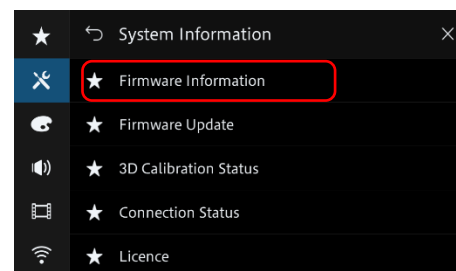 System Information
Firmware Information
Firmware Update
3D Calibration Status
Connection Status
Licence